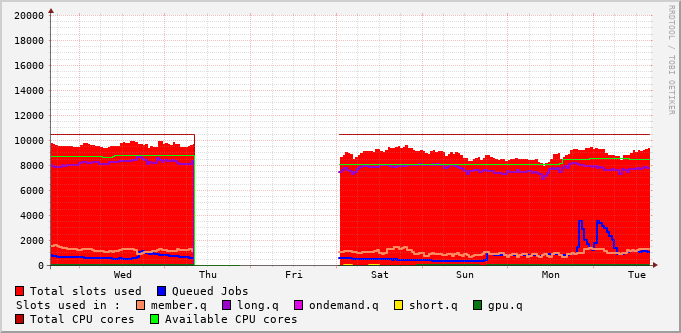 20000
18000
16000
14000
12000
10000
8000
6000
4000
2000
0
Wed Thu Fri Sat Sun Mon Tue
Total slots used Queued Jobs
Slots used in : member.q long.q ondemand.q short.q gpu.q
Total CPU cores Available CPU cores
RRDTOOL / TOBI OETIKER